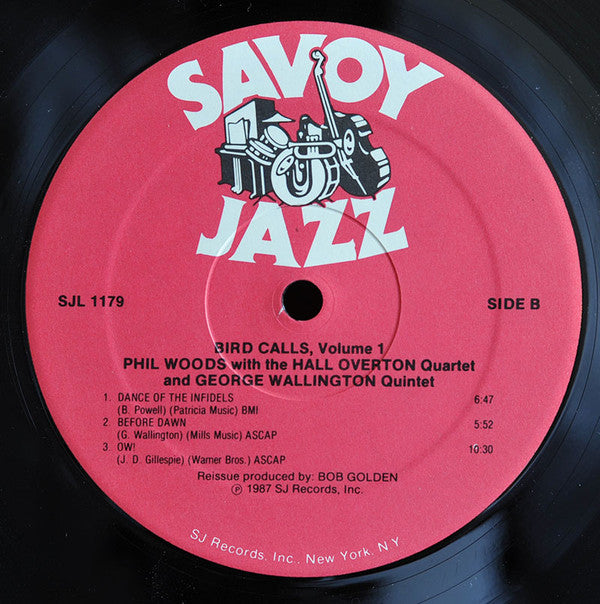 SAVOY
JAZZ
SJL 1179
SIDE B
BIRD CALLS, Volume 1
PHIL WOODS with the HALL OVERTON Quartet
and GEORGE WALLINGTON Quintet
1. DANCE OF THE INFIDELS 6:47
(B. Powell) (Patricia Music) BMI
2. BEFORE DAWN 5:52
(G. Wallington) (Mills Music) ASCAP
3. OW! 10:30
(J. D. Gillespie) (Warner Bros.) ASCAP
Reissue produced by: BOB GOLDEN
℗ 1987 SJ Records, Inc.
SJ Records, Inc., New York, N.Y